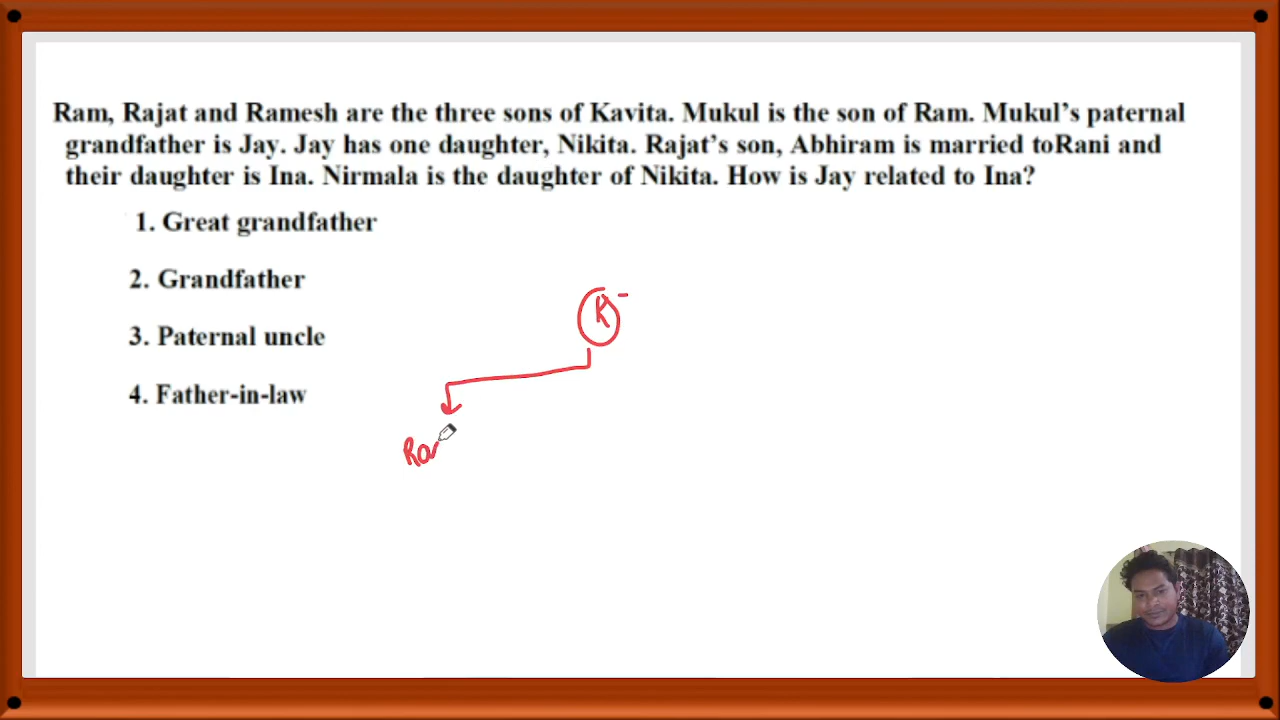 Ram, Rajat and Ramesh are the three sons of Kavita. Mukul is the son of Ram. Mukul’s paternal
grandfather is Jay. Jay has one daughter, Nikita. Rajat’s son, Abhiram is married toRani and
their daughter is Ina. Nirmala is the daughter of Nikita. How is Jay related to Ina?
1. Great grandfather
2. Grandfather
3. Paternal uncle
4. Father-in-law
K-
Ra